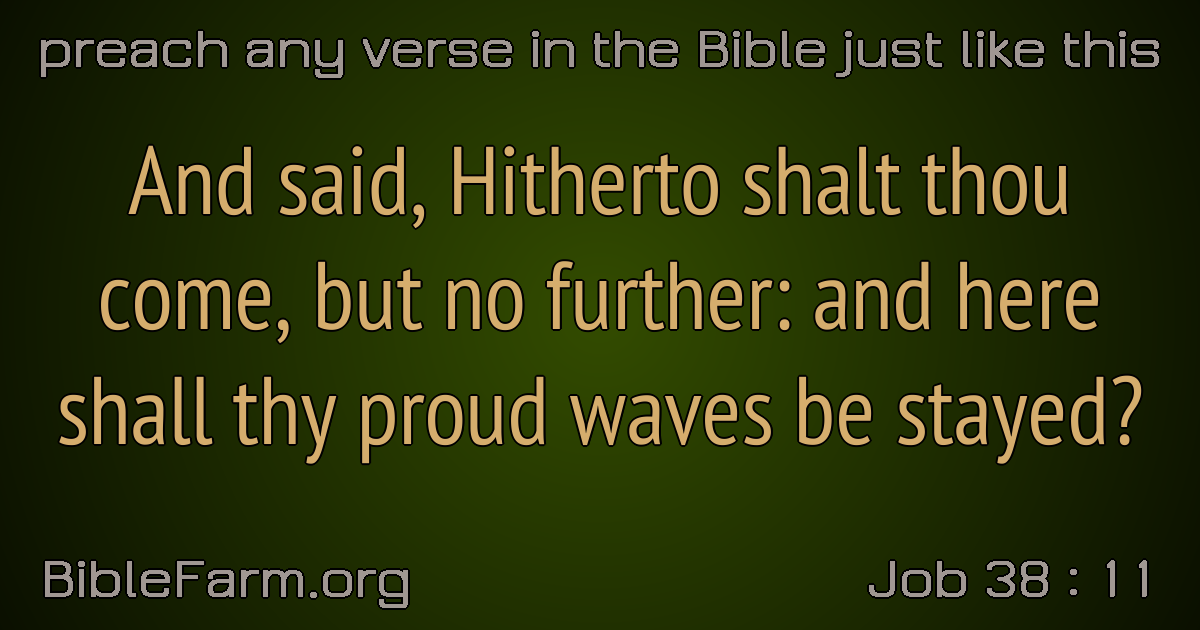 preach any verse in the Bible just like this
And said, Hitherto shalt thou
come, but no further: and here
shall thy proud waves be stayed?
BibleFarm.org
Job 38 : 11